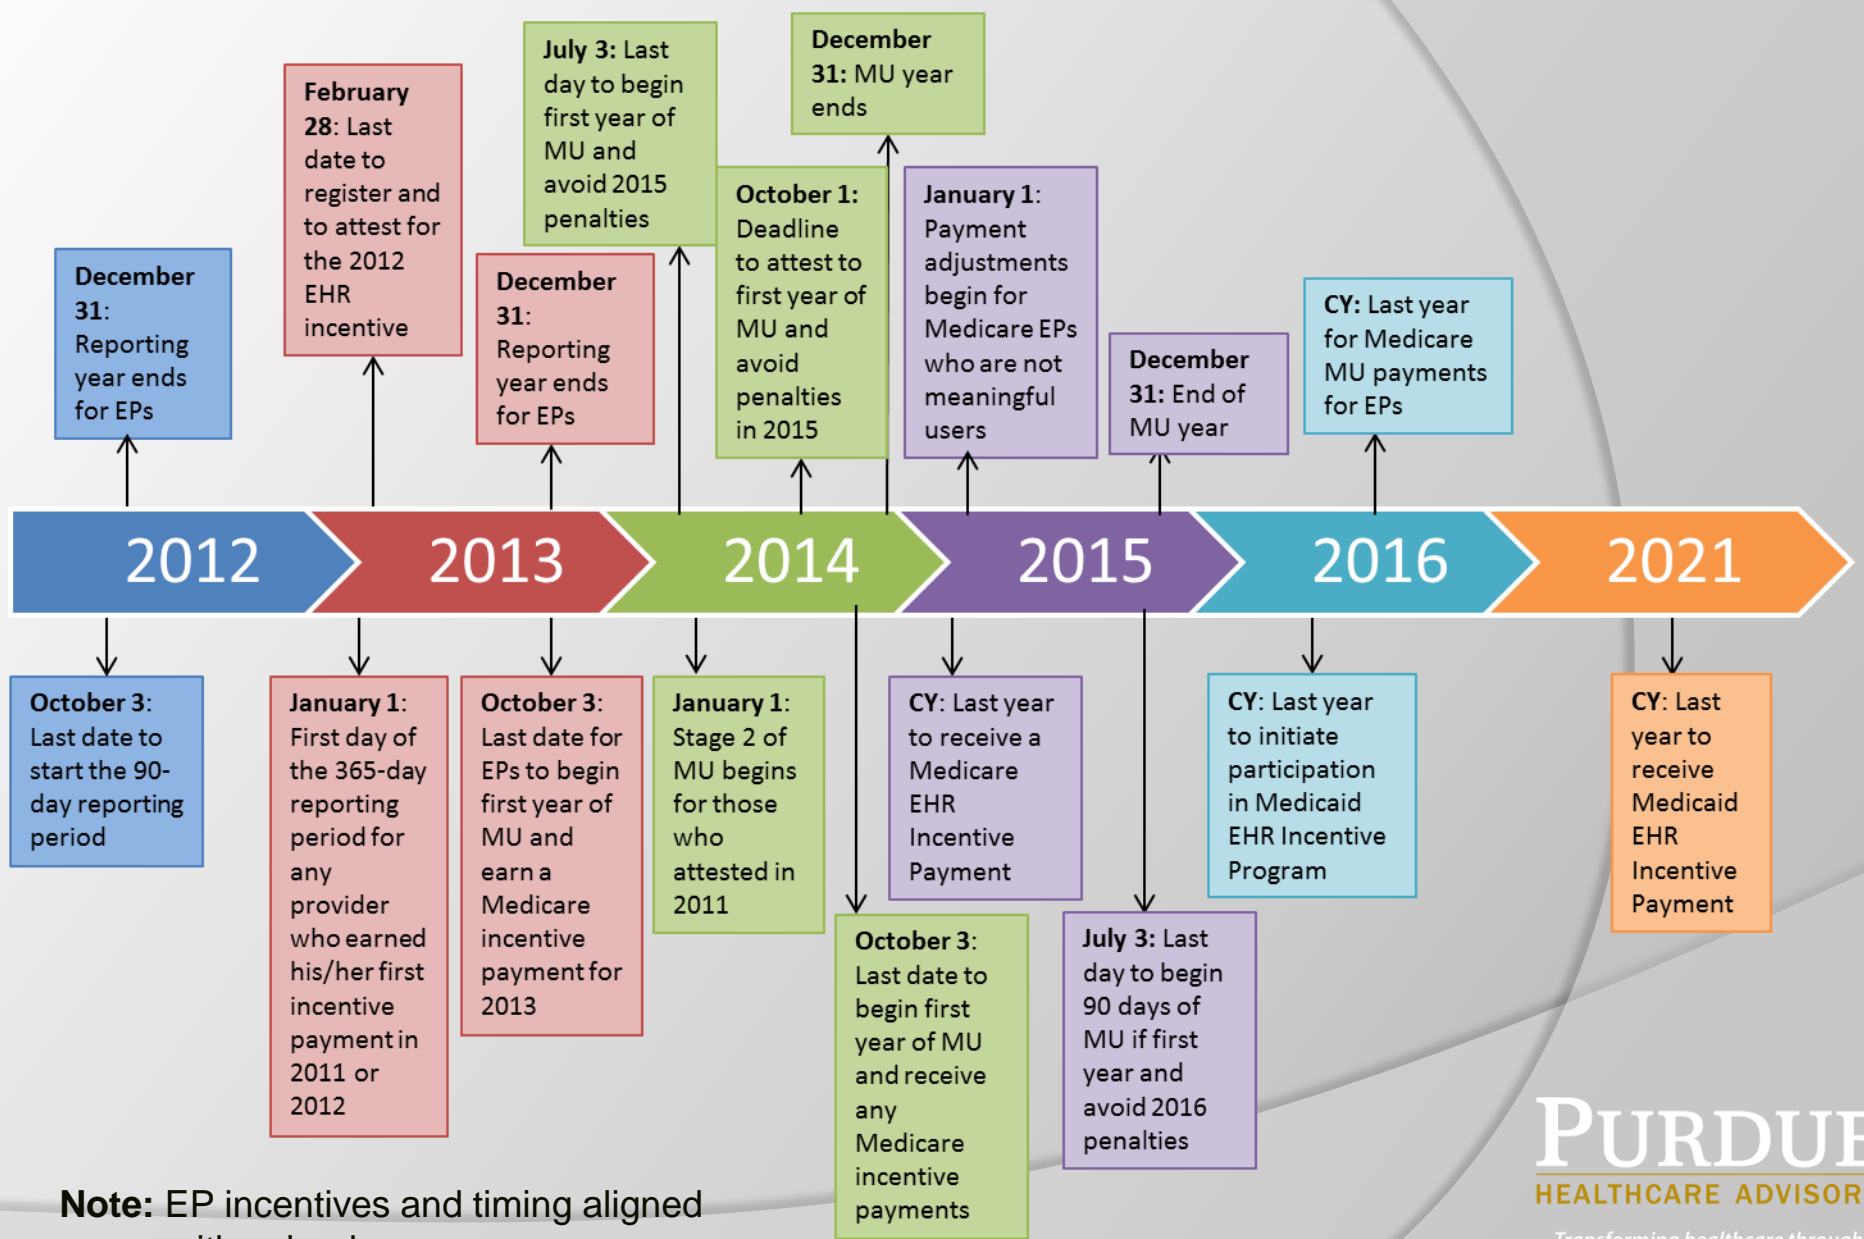 December
31: MU year
ends
July 3: Last
day to begin
first year of
MU and
avoid 2015
penalties
February
28: Last
date to
register and
to attest for
the 2012
EHR
incentive
October 1:
Deadline
to attest to
first year of
MU and
avoid
penalties
in 2015
January 1:
Payment
adjustments
begin for
Medicare EPs
who are not
meaningful
users
December
31:
Reporting
year ends
for EPs
December
31:
Reporting
year ends
for EPs
December
31: End of
MU year
CY: Last year
for Medicare
MU payments
for EPs
2012
2013
2014
2015
2016
2021
October 3:
Last date to
start the 90-
day reporting
period
January 1:
First day of
the 365-day
reporting
period for
any
provider
who earned
his/her first
incentive
payment in
2011 or
2012
October 3:
Last date for
EPs to begin
first year of
MU and
earn a
Medicare
incentive
payment for
2013
January 1:
Stage 2 of
MU begins
for those
who
attested in
2011
CY: Last year
to receive a
Medicare
EHR
Incentive
Payment
CY: Last year
to initiate
participation
in Medicaid
EHR Incentive
Program
CY: Last
year to
receive
Medicaid
EHR
Incentive
Payment
October 3:
Last date to
begin first
year of MU
and receive
any
Medicare
incentive
payments
July 3: Last
day to begin
90 days of
MU if first
year and
avoid 2016
penalties
Note: EP incentives and timing aligned
PURDUE
HEALTHCARE ADVISOR
Transforming healthcare through